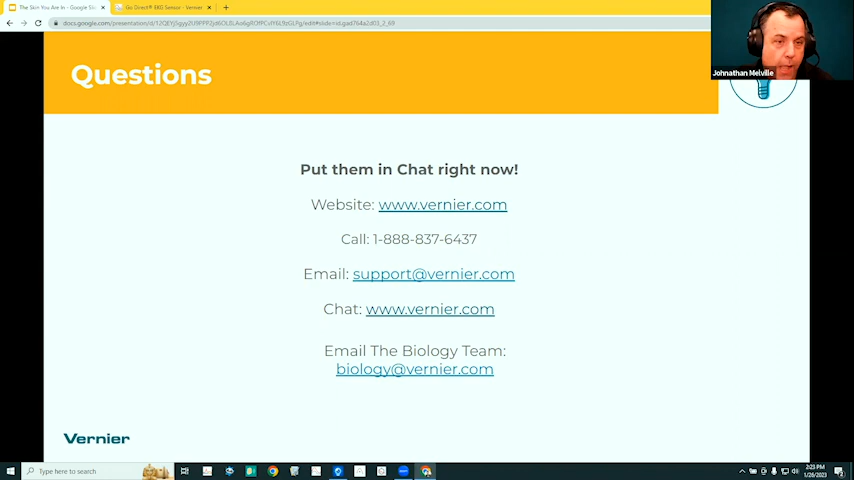 The Skin You Are In - Google Sli
Go Direct® EKG Sensor - Vernier
Johnathan Melville
Questions
Put them in Chat right now!
Website: www.vernier.com
Call: 1-888-837-6437
Email: support@vernier.com
Chat: www.vernier.com
Email The Biology Team:
biology@vernier.com
Vernier
Type here to search
2:23 PM
1/26/2023